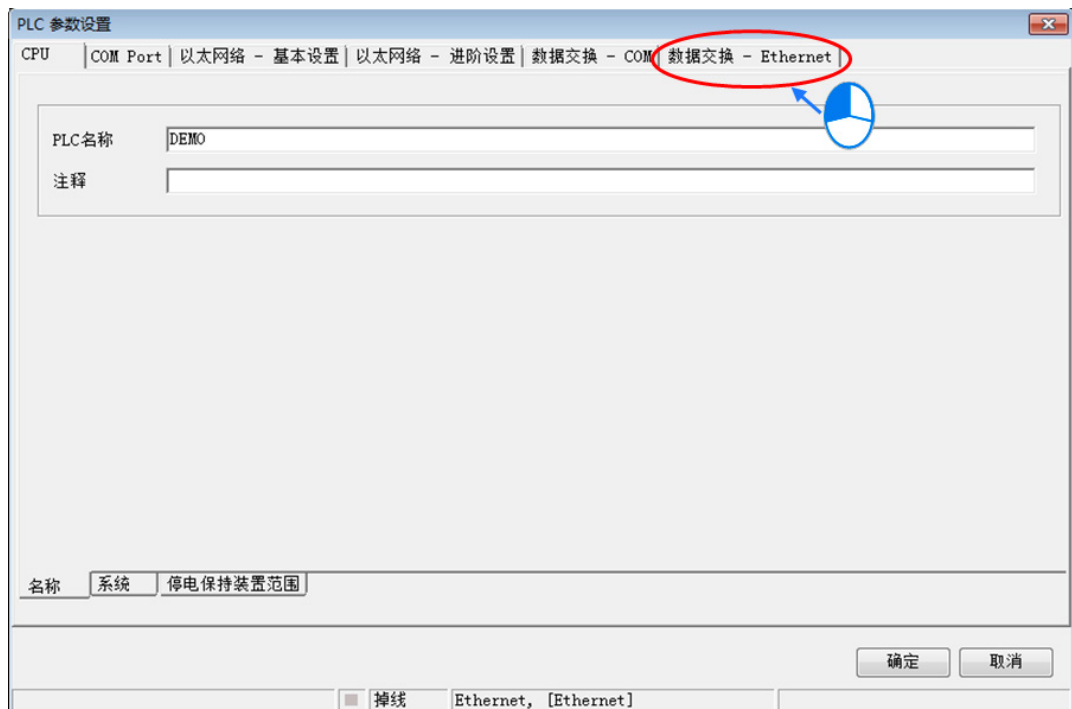 PLC 参数设置
CPU COM Port 以太网络 - 基本设置 以太网络 - 进阶设置 数据交换 - COM 数据交换 - Ethernet
PLC名称 DEMO
注释
名称 系统 停电保持装置范围
确定 取消
掉线 Ethernet, [Ethernet]